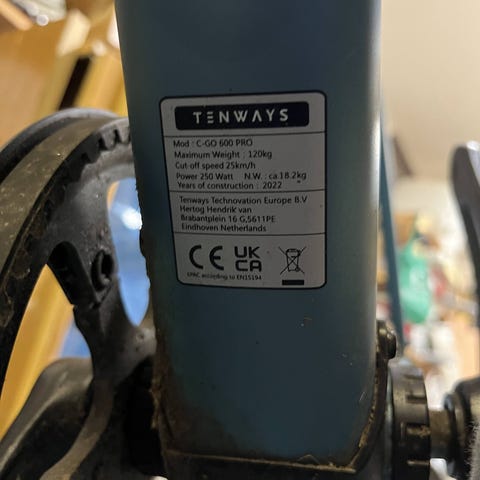 TENWAYS
Mod : C-GO 600 PRO
Maximum Weight : 120kg
Cut-off speed 25km/h
Power 250 Watt N.W. : ca.18.2kg
Years of construction : 2022
Tenways Technovation Europe B.V
Hertog Hendrik van
Brabantplein 16 G,5611PE
Eindhoven Netherlands
CE UK
CA
EPAC according to EN15194